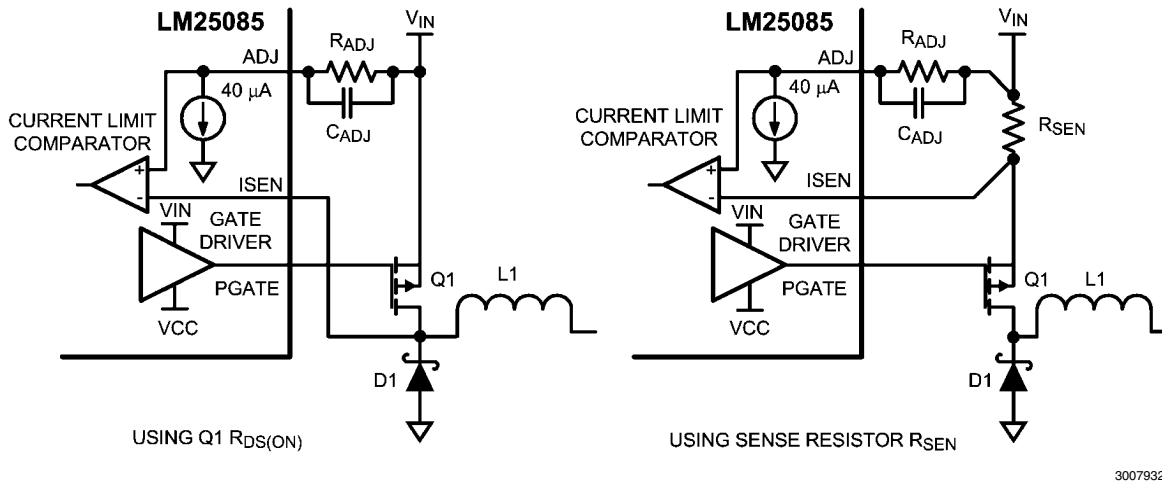 LM25085
VIN
RADJ
ADJ
40 μA
CADJ
CURRENT LIMIT
COMPARATOR
+
-
ISEN
VIN
GATE
DRIVER
PGATE
VCC
Q1
L1
D1
USING Q1 RDS(ON)
LM25085
VIN
RADJ
ADJ
40 μA
CADJ
RSEN
CURRENT LIMIT
COMPARATOR
+
-
ISEN
VIN
GATE
DRIVER
PGATE
VCC
Q1
L1
D1
USING SENSE RESISTOR RSEN
3007932